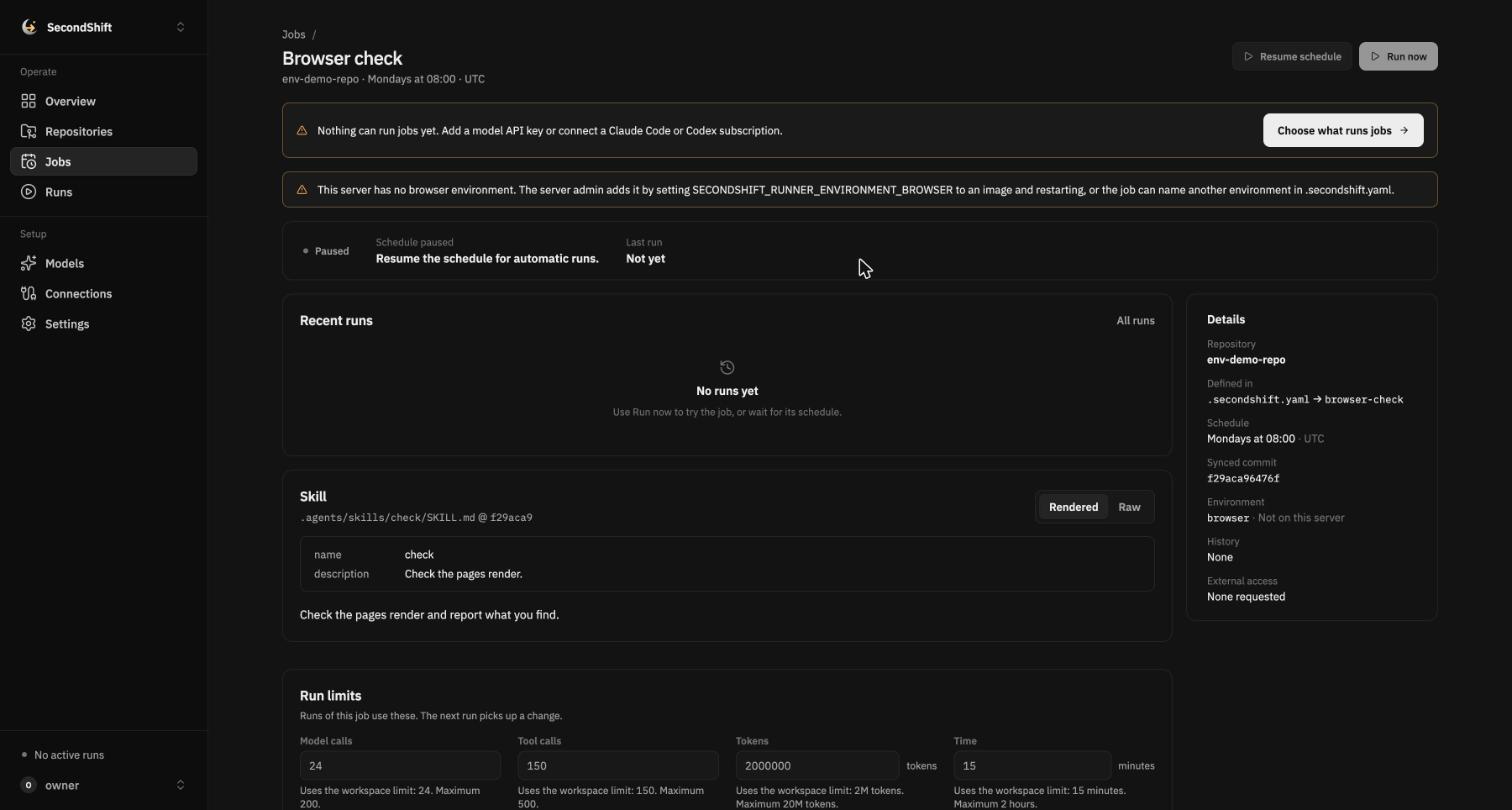 SecondShift
Operate
Overview
Repositories
Jobs
Runs
Setup
Models
Connections
Settings
No active runs
o owner
Jobs /
Browser check
env-demo-repo · Mondays at 08:00 · UTC
Resume schedule
Run now
Nothing can run jobs yet. Add a model API key or connect a Claude Code or Codex subscription.
Choose what runs jobs →
This server has no browser environment. The server admin adds it by setting SECONDSHIFT_RUNNER_ENVIRONMENT_BROWSER to an image and restarting, or the job can name another environment in .secondshift.yaml.
Paused
Schedule paused
Resume the schedule for automatic runs.
Last run
Not yet
Recent runs
All runs
No runs yet
Use Run now to try the job, or wait for its schedule.
Skill
.agents/skills/check/SKILL.md @ f29aca9
Rendered
Raw
name check
description Check the pages render.
Check the pages render and report what you find.
Run limits
Runs of this job use these. The next run picks up a change.
Model calls
24
Uses the workspace limit: 24. Maximum
200.
Tool calls
150
Uses the workspace limit: 150. Maximum
500.
Tokens
2000000 tokens
Uses the workspace limit: 2M tokens.
Maximum 20M tokens.
Time
15 minutes
Uses the workspace limit: 15 minutes.
Maximum 2 hours.
Details
Repository
env-demo-repo
Defined in
.secondshift.yaml → browser-check
Schedule
Mondays at 08:00 · UTC
Synced commit
f29aca96476f
Environment
browser · Not on this server
History
None
External access
None requested